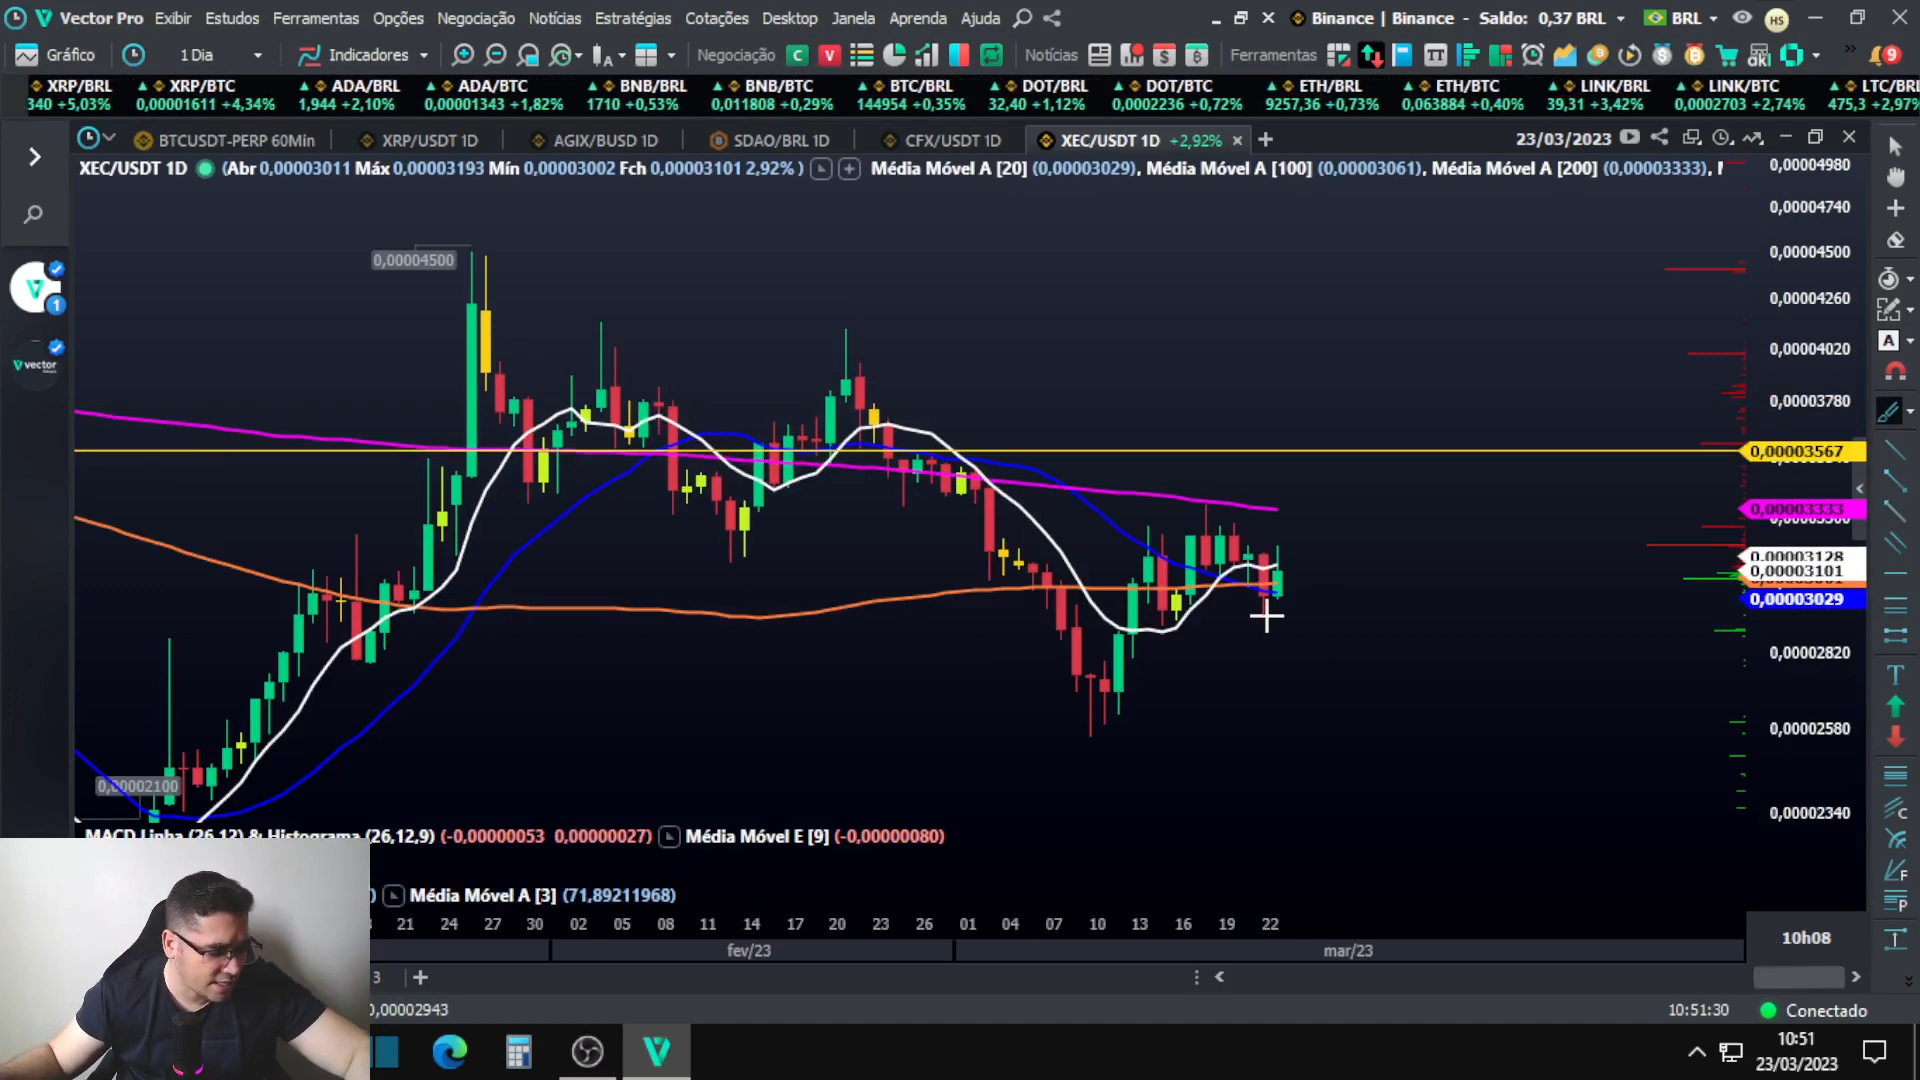 Vector Pro Exibir Estudos Ferramentas Opções Negociação Notícias Estratégias Cotações Desktop Janela Aprenda Ajuda Binance | Binance - Saldo: 0,37 BRL BRL HS
Gráfico 1 Dia Indicadores Negociação C V Notícias Ferramentas 9
XRP/BRL XRP/BTC ADA/BRL ADA/BTC BNB/BRL BNB/BTC BTC/BRL DOT/BRL DOT/BTC ETH/BRL ETH/BTC LINK/BRL LINK/BTC LTC/BRL
340 +5,03% 0,00001611 +4,34% 1,944 +2,10% 0,00001343 +1,82% 1710 +0,53% 0,011808 +0,29% 144954 +0,35% 32,40 +1,12% 0,0002236 +0,72% 9257,36 +0,73% 0,063884 +0,40% 39,31 +3,42% 0,0002703 +2,74% 475,3 +2,97%
BTCUSDT-PERP 60Min XRP/USDT 1D AGIX/BUSD 1D SDAO/BRL 1D CFX/USDT 1D XEC/USDT 1D +2,92% 23/03/2023
XEC/USDT 1D (Abr 0,00003011 Máx 0,00003193 Mín 0,00003002 Fch 0,00003101 2,92% ) Média Móvel A [20] (0,00003029), Média Móvel A [100] (0,00003061), Média Móvel A [200] (0,00003333),
0,00004980
0,00004740
0,00004500
0,00004500
0,00004260
0,00004020
0,00003780
0,00003567
0,00003333
0,00003128
0,00003101
0,00003029
0,00002820
0,00002580
0,00002340
0,00002100
1
vector
MACD Linha (26,12) & Histograma (26,12,9) (-0,00000053 0,00000027) Média Móvel E [9] (-0,00000080)
) Média Móvel A [3] (71,89211968)
21 24 27 30 02 05 08 11 14 17 20 23 26 01 04 07 10 13 16 19 22
10h08
fev/23 mar/23
3
0,00002943 10:51:30 Conectado
10:51
23/03/2023